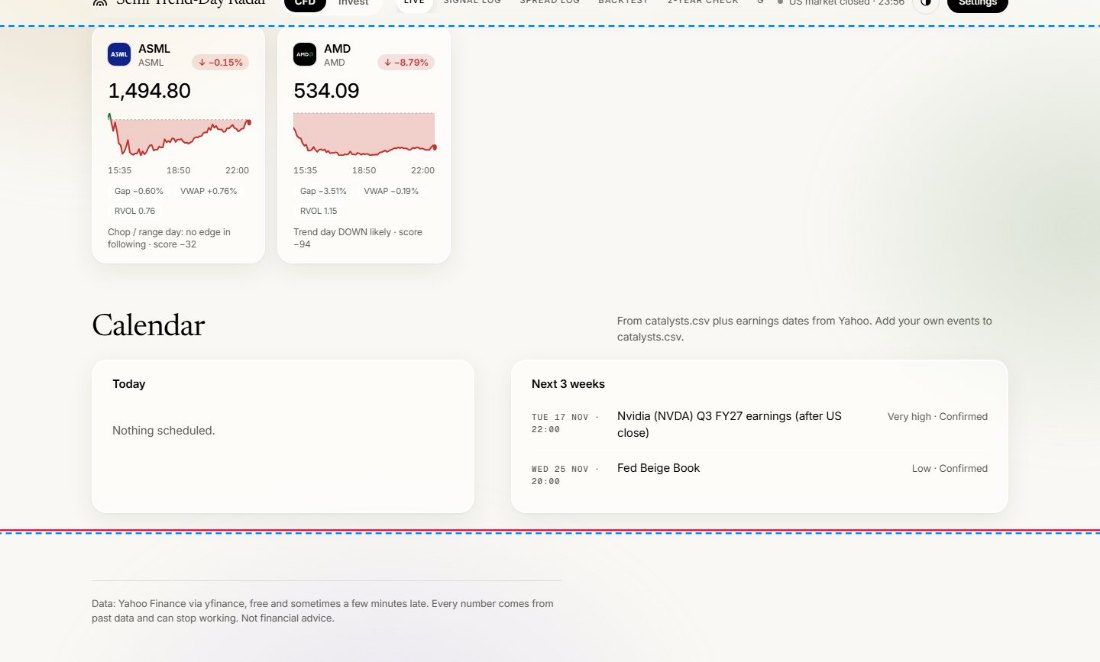 Semi Trend-Day Radar CFD Invest LIVE SIGNAL LOG SPREAD LOG BACKTEST 2-YEAR CHECK US market closed · 23:56 Settings
ASML ASML
ASML ↓ −0.15%
1,494.80
15:35 18:50 22:00
Gap −0.60% VWAP +0.76%
RVOL 0.76
Chop / range day: no edge in
following · score −32
AMD AMD
AMD ↓ −8.79%
534.09
15:35 18:50 22:00
Gap −3.51% VWAP −0.19%
RVOL 1.15
Trend day DOWN likely · score
−94
Calendar
From catalysts.csv plus earnings dates from Yahoo. Add your own events to
catalysts.csv.
Today
Nothing scheduled.
Next 3 weeks
TUE 17 NOV ·
22:00
Nvidia (NVDA) Q3 FY27 earnings (after US
close)
Very high · Confirmed
WED 25 NOV ·
20:00
Fed Beige Book
Low · Confirmed
Data: Yahoo Finance via yfinance, free and sometimes a few minutes late. Every number comes from
past data and can stop working. Not financial advice.